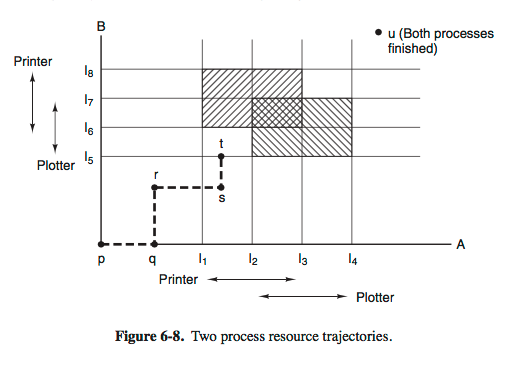 B
u (Both processes
finished)
Printer
I8
I7
I6
Plotter
I5
t
r
s
A
p
q
I1
I2
I3
I4
Printer
Plotter
Figure 6-8. Two process resource trajectories.